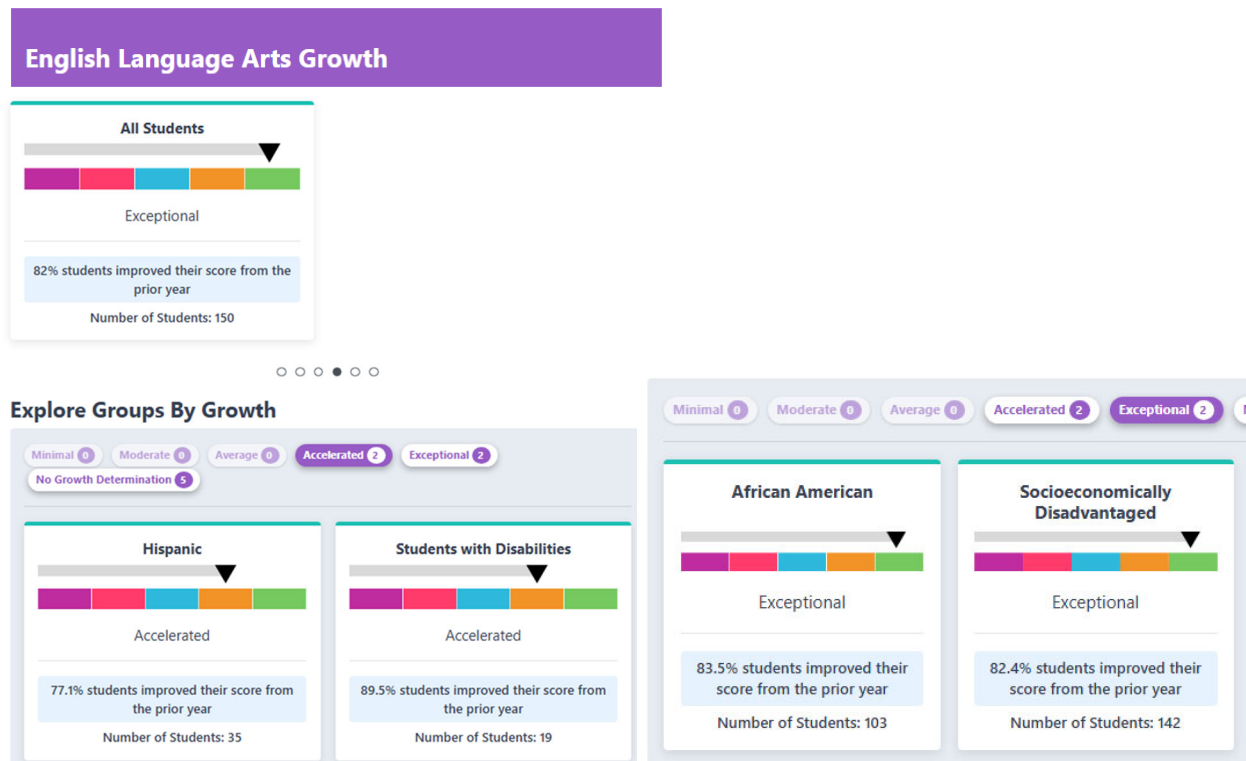 English Language Arts Growth
All Students
Exceptional
82% students improved their score from the
prior year
Number of Students: 150
Explore Groups By Growth
Minimal 0 Moderate 0 Average 0 Accelerated 2 Exceptional 2
No Growth Determination 5
Hispanic
Accelerated
77.1% students improved their score from
the prior year
Number of Students: 35
Students with Disabilities
Accelerated
89.5% students improved their score from
the prior year
Number of Students: 19
Minimal 0 Moderate 0 Average 0 Accelerated 2 Exceptional 2
African American
Exceptional
83.5% students improved their
score from the prior year
Number of Students: 103
Socioeconomically
Disadvantaged
Exceptional
82.4% students improved their
score from the prior year
Number of Students: 142